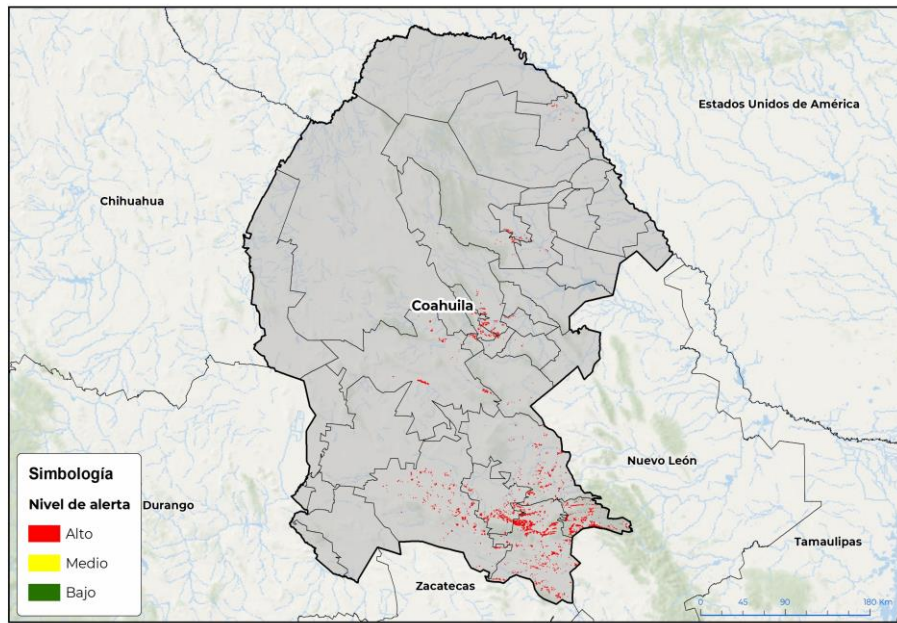 Estados Unidos de América
Chihuahua
Coahuila
Nuevo León
Durango
Tamaulipas
Zacatecas
Simbología
Nivel de alerta
Alto
Medio
Bajo
0 45 90 180 Km